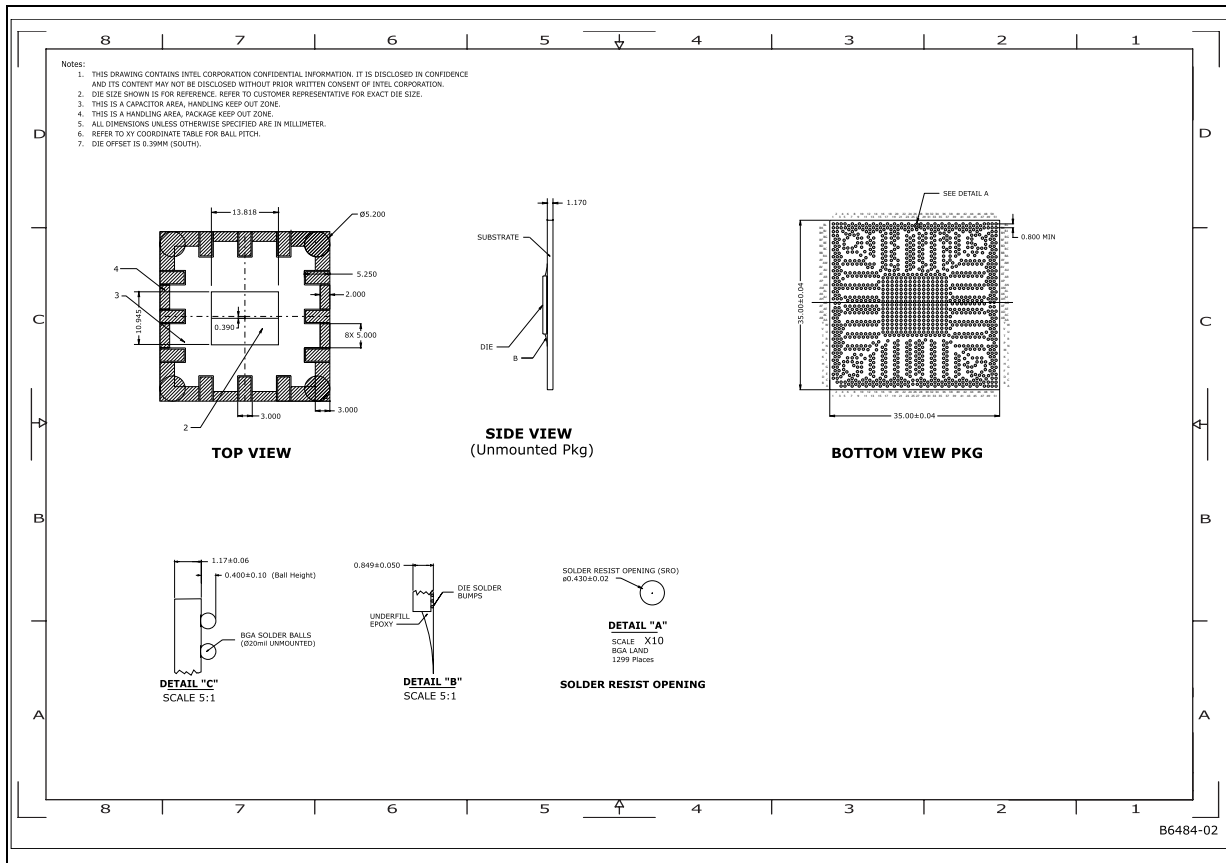 8 7 6 5 4 3 2 1
Notes:
1. THIS DRAWING CONTAINS INTEL CORPORATION CONFIDENTIAL INFORMATION. IT IS DISCLOSED IN CONFIDENCE
AND ITS CONTENT MAY NOT BE DISCLOSED WITHOUT PRIOR WRITTEN CONSENT OF INTEL CORPORATION.
2. DIE SIZE SHOWN IS FOR REFERENCE. REFER TO CUSTOMER REPRESENTATIVE FOR EXACT DIE SIZE.
3. THIS IS A CAPACITOR AREA, HANDLING KEEP OUT ZONE.
4. THIS IS A HANDLING AREA, PACKAGE KEEP OUT ZONE.
5. ALL DIMENSIONS UNLESS OTHERWISE SPECIFIED ARE IN MILLIMETER.
6. REFER TO XY COORDINATE TABLE FOR BALL PITCH.
7. DIE OFFSET IS 0.39MM (SOUTH).
D D
13.818
Ø5.200
5.250
2.000
4
3
10.945
0.390
8X 5.000
3.000
3.000
2
TOP VIEW
1.170
SUBSTRATE
DIE
B
SIDE VIEW
(Unmounted Pkg)
SEE DETAIL A
0.800 MIN
35.00±0.04
35.00±0.04
BOTTOM VIEW PKG
C C
B B
1.17±0.06
0.400±0.10 (Ball Height)
BGA SOLDER BALLS
(Ø20mil UNMOUNTED)
DETAIL "C"
SCALE 5:1
0.849±0.050
DIE SOLDER
BUMPS
UNDERFILL
EPOXY
DETAIL "B"
SCALE 5:1
SOLDER RESIST OPENING (SRO)
ø0.430±0.02
DETAIL "A"
SCALE X10
BGA LAND
1299 Places
SOLDER RESIST OPENING
A A
8 7 6 5 4 3 2 1
B6484-02